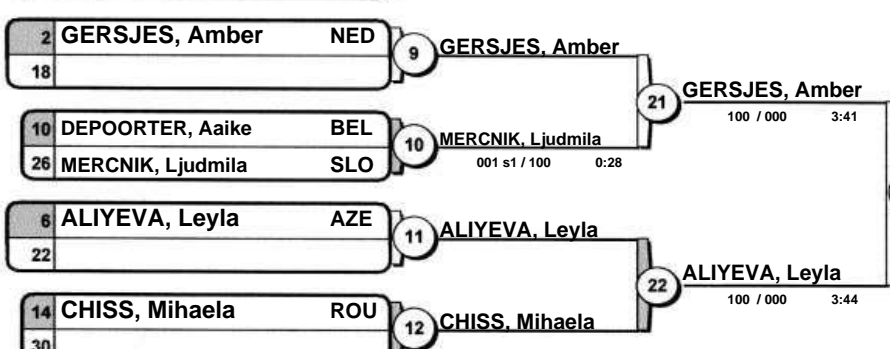 2 GERSJES, Amber NED
18
9
GERSJES, Amber
10 DEPOORTER, Aaike BEL
26 MERCNIK, Ljudmila SLO
10
MERCNIK, Ljudmila
001 s1 / 100 0:28
21
GERSJES, Amber
100 / 000 3:41
6 ALIYEVA, Leyla AZE
22
11
ALIYEVA, Leyla
14 CHISS, Mihaela ROU
30
12
CHISS, Mihaela
22
ALIYEVA, Leyla
100 / 000 3:44